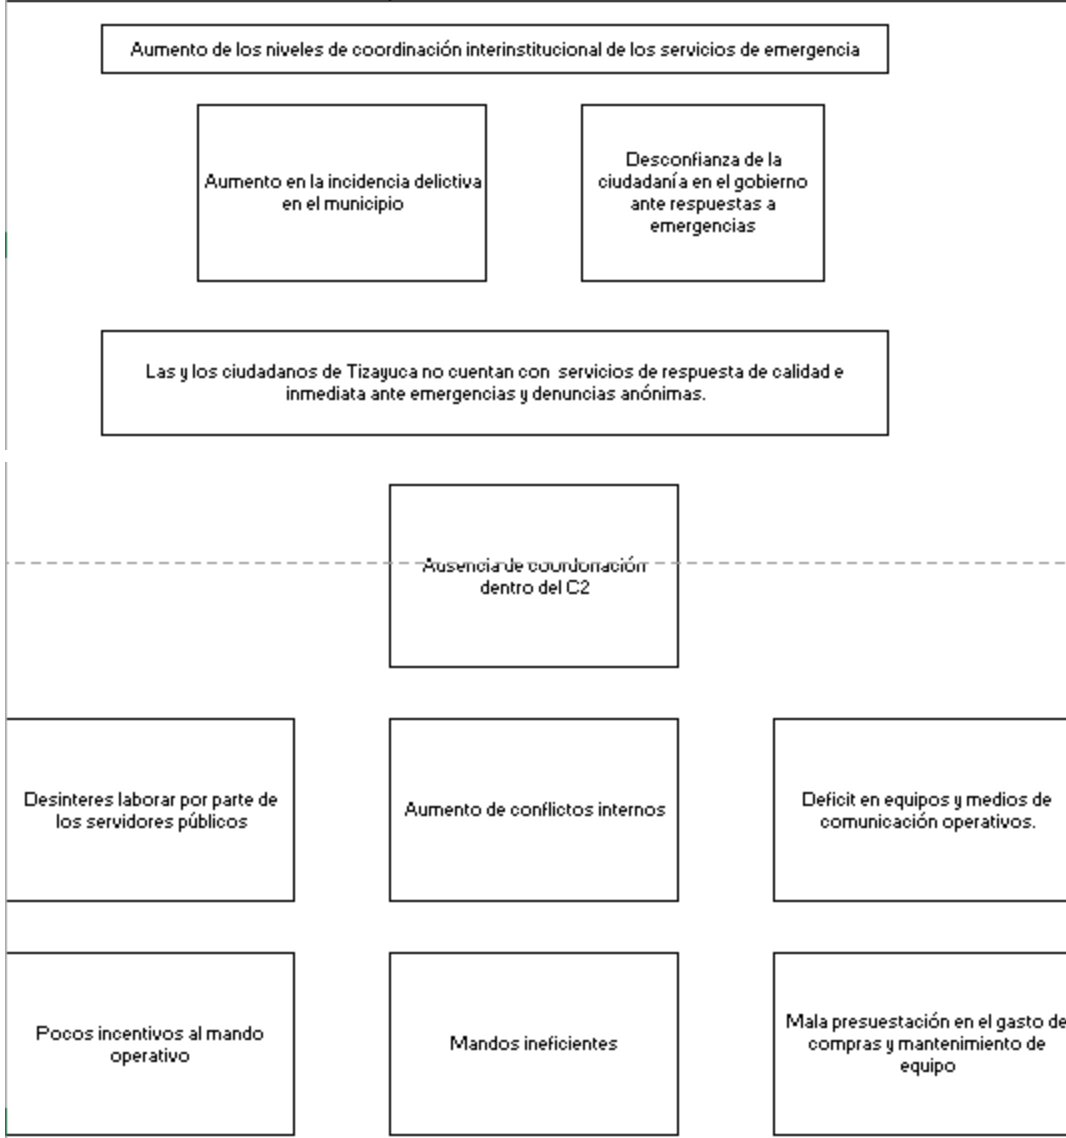 Aumento de los niveles de coordinación interinstitucional de los servicios de emergencia
Aumento en la incidencia delictiva
en el municipio
Desconfianza de la
ciudadanía en el gobierno
ante respuestas a
emergencias
Las y los ciudadanos de Tizayuca no cuentan con  servicios de respuesta de calidad e
inmediata ante emergencias y denuncias anónimas.
Ausencia de courdonación
dentro del C2
Desinteres laborar por parte de
los servidores públicos
Aumento de conflictos internos
Deficit en equipos y medios de
comunicación operativos.
Pocos incentivos al mando
operativo
Mandos ineficientes
Mala presuestación en el gasto de
compras y mantenimiento de
equipo